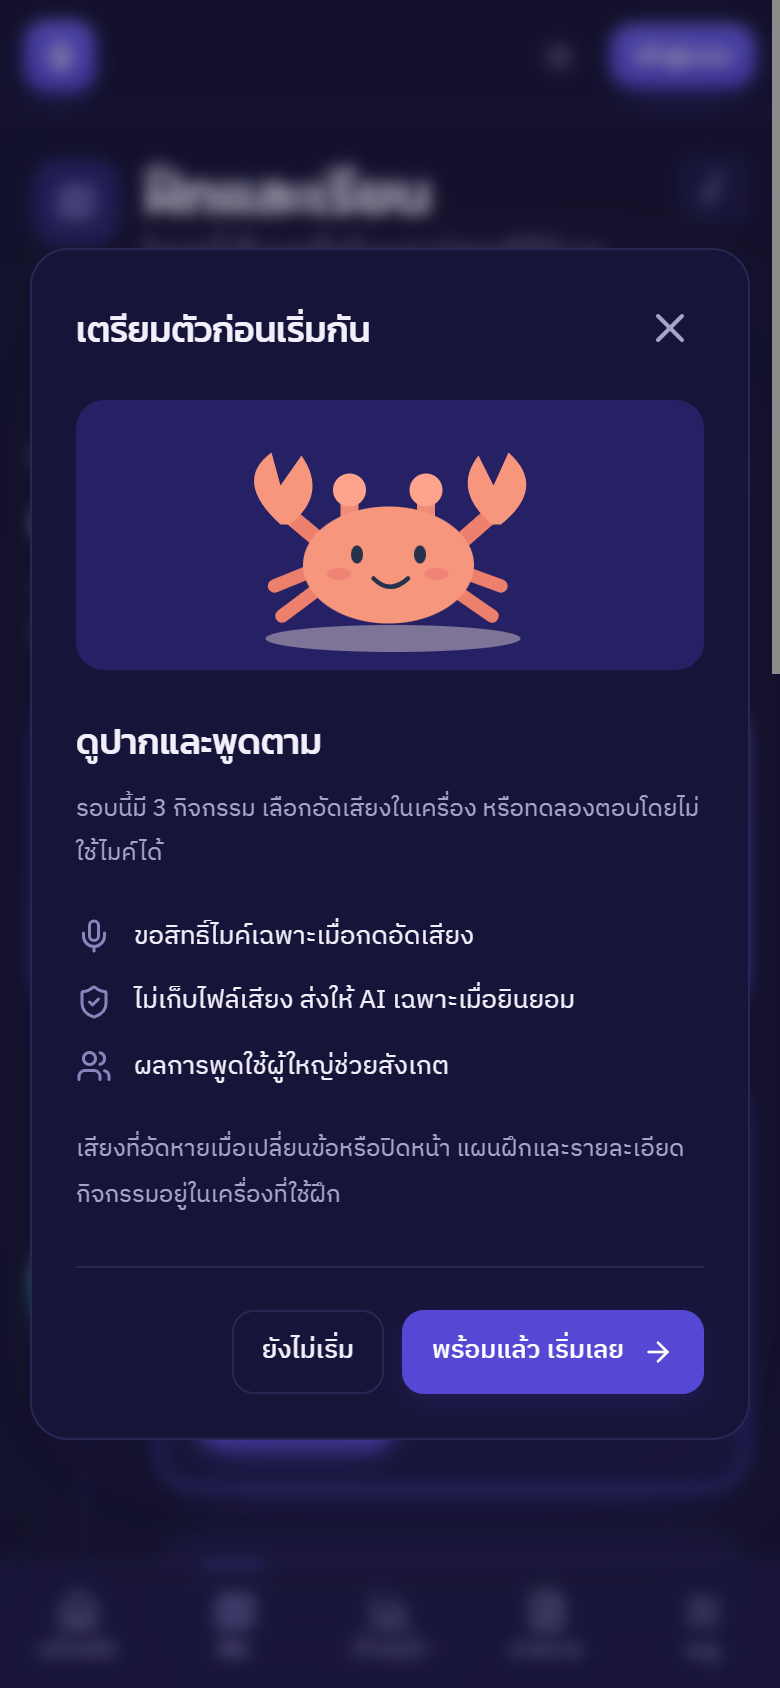 ฝึกและเรียน
เตรียมตัวก่อนเริ่มกัน
ดูปากและพูดตาม
รอบนี้มี 3 กิจกรรม เลือกอัดเสียงในเครื่อง หรือทดลองตอบโดยไม่
ใช้ไมค์ได้
ขอสิทธิ์ไมค์เฉพาะเมื่อกดอัดเสียง
ไม่เก็บไฟล์เสียง ส่งให้ AI เฉพาะเมื่อยินยอม
ผลการพูดใช้ผู้ใหญ่ช่วยสังเกต
เสียงที่อัดหายเมื่อเปลี่ยนข้อหรือปิดหน้า แผนฝึกและรายละเอียด
กิจกรรมอยู่ในเครื่องที่ใช้ฝึก
ยังไม่เริ่ม
พร้อมแล้ว เริ่มเลย